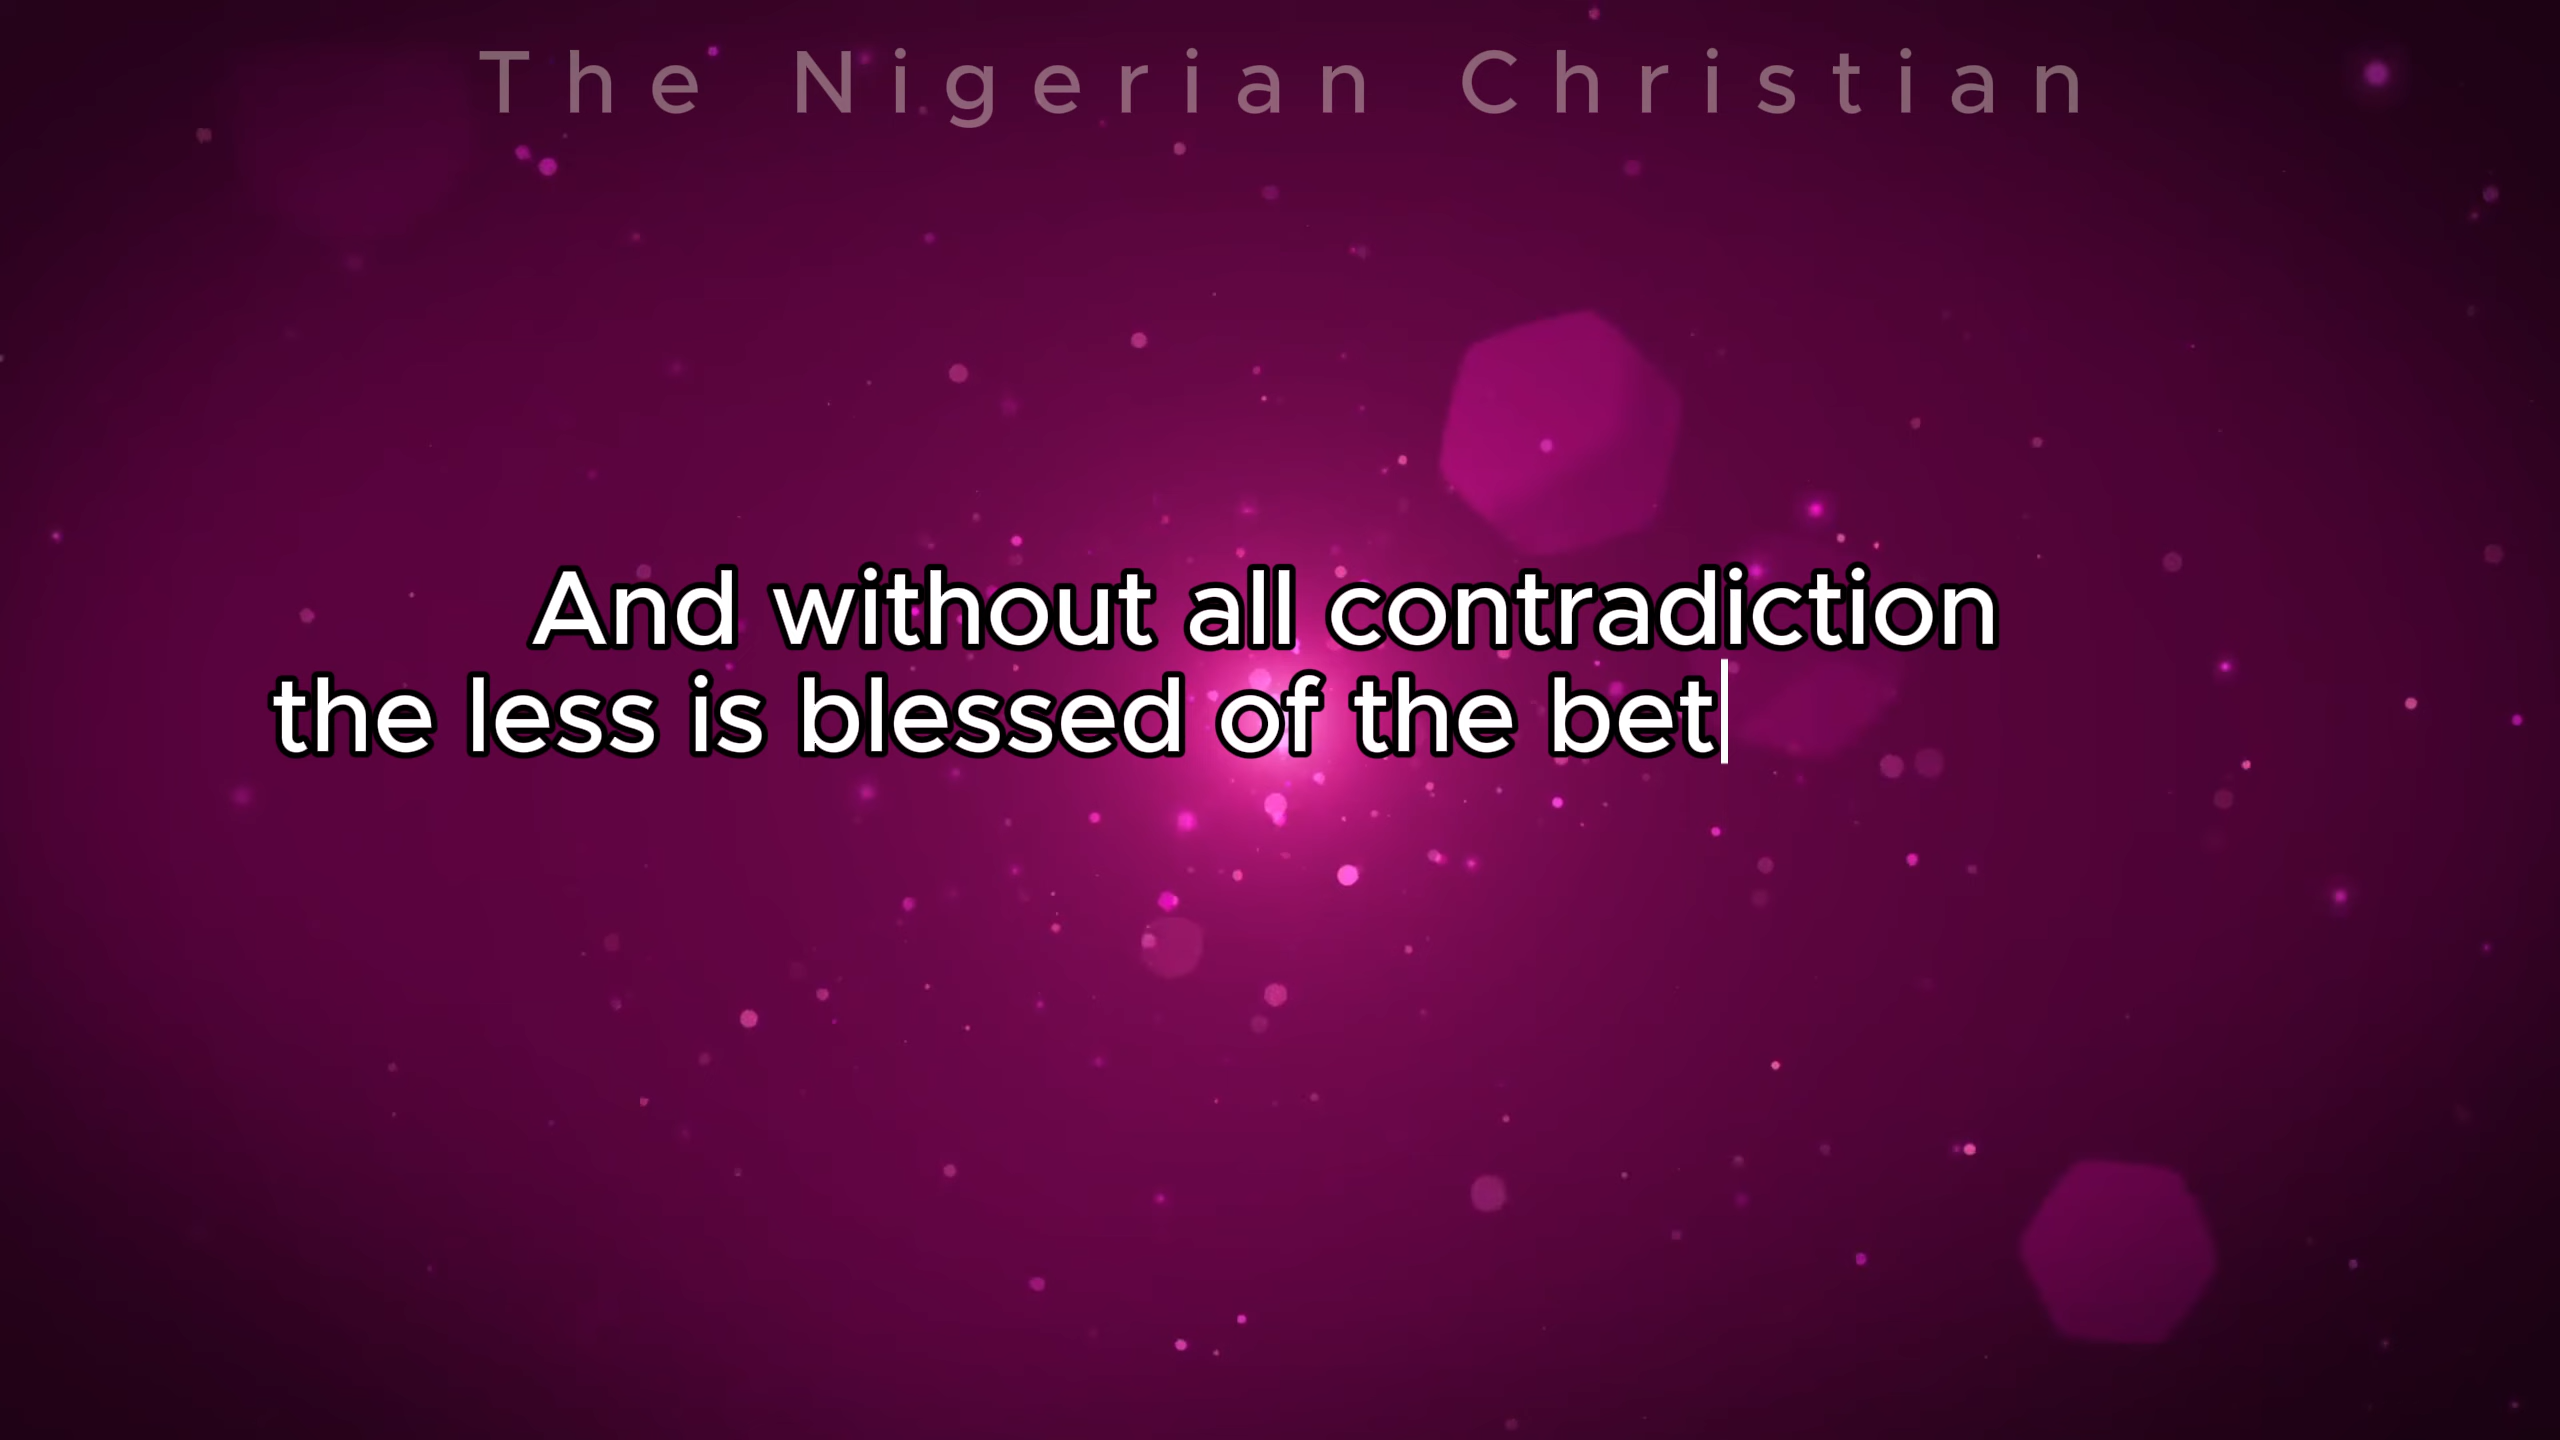 The Nigerian Christian
And without all contradiction
the less is blessed of the bet